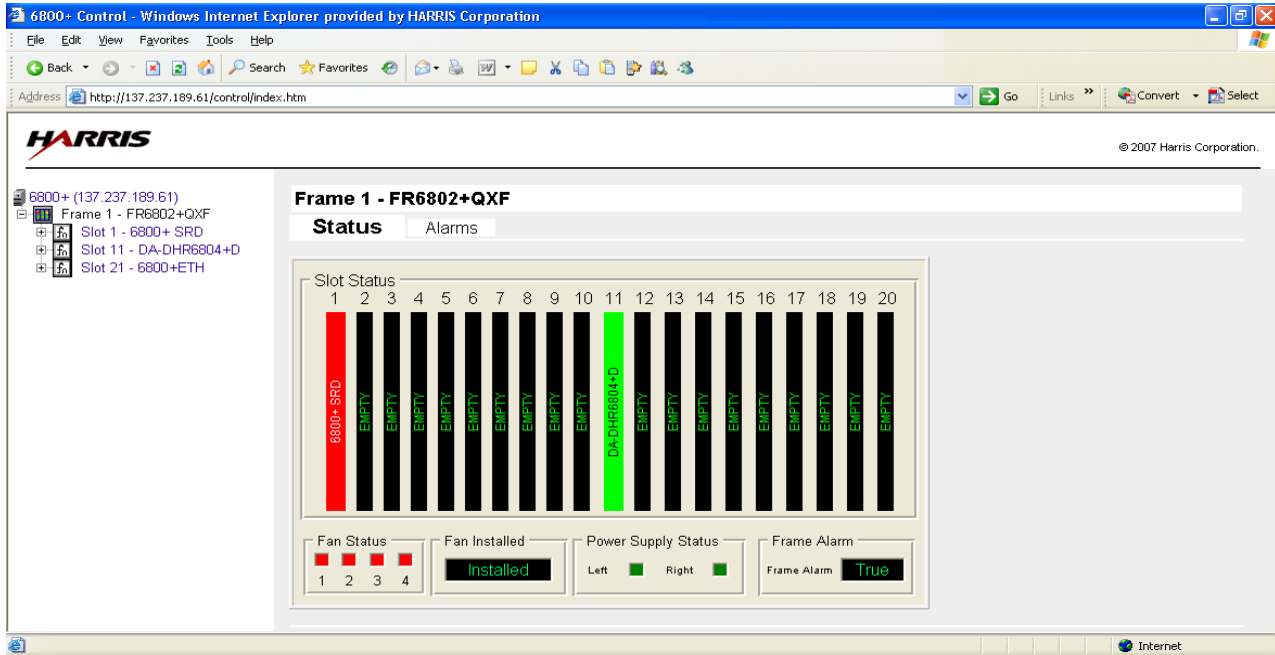 6800+ Control - Windows Internet Explorer provided by HARRIS Corporation
File Edit View Favorites Tools Help
Back Search Favorites
Address http://137.237.189.61/control/index.htm Go Links » Convert Select
HARRIS
© 2007 Harris Corporation.
6800+ (137.237.189.61)
Frame 1 - FR6802+QXF
Slot 1 - 6800+ SRD
Slot 11 - DA-DHR6804+D
Slot 21 - 6800+ETH
Frame 1 - FR6802+QXF
Status Alarms
Slot Status
1 2 3 4 5 6 7 8 9 10 11 12 13 14 15 16 17 18 19 20
6800+ SRD
EMPTY
EMPTY
EMPTY
EMPTY
EMPTY
EMPTY
EMPTY
EMPTY
EMPTY
DA-DHR6804+D
EMPTY
EMPTY
EMPTY
EMPTY
EMPTY
EMPTY
EMPTY
EMPTY
EMPTY
Fan Status
1 2 3 4
Fan Installed
Installed
Power Supply Status
Left Right
Frame Alarm
Frame Alarm True
Internet